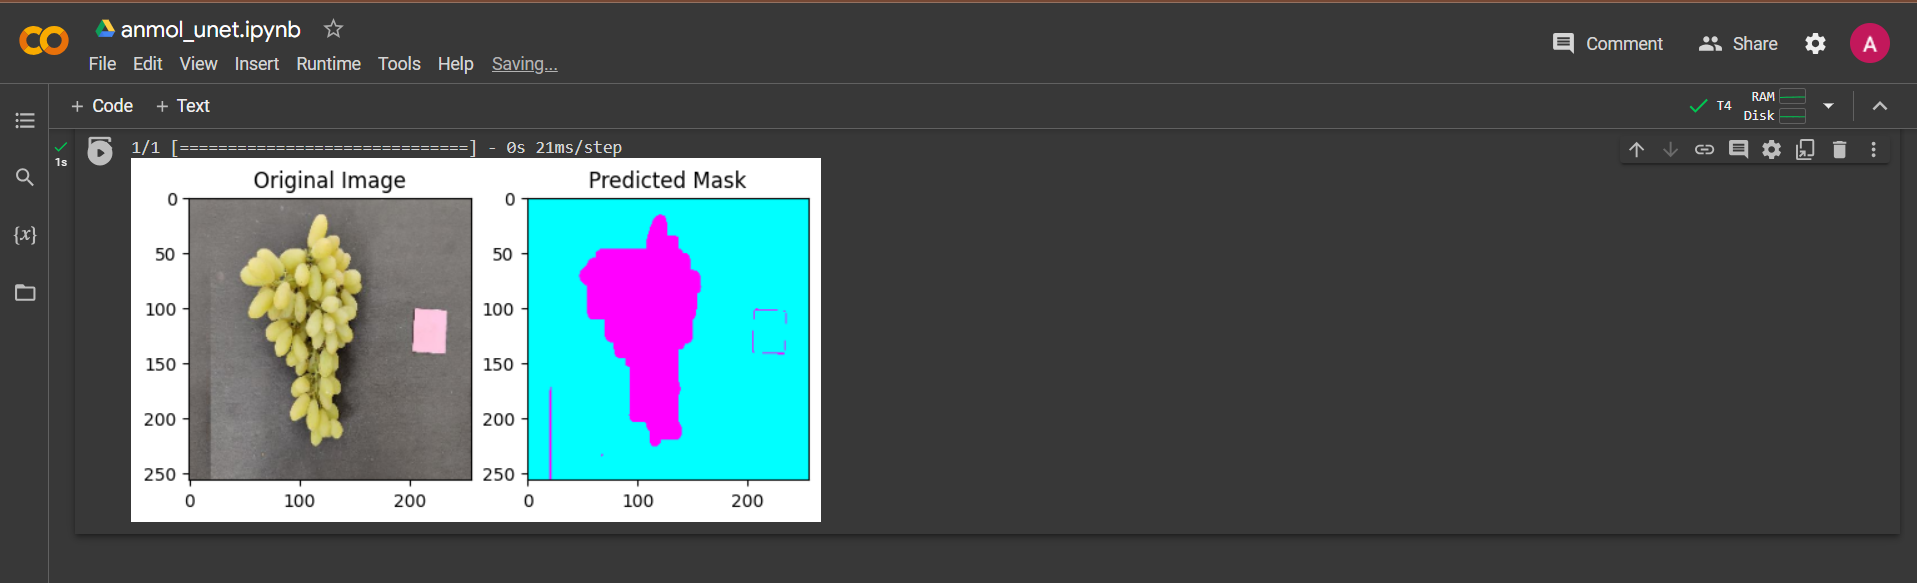 anmol_unet.ipynb
Comment
Share
A
File Edit View Insert Runtime Tools Help Saving...
+ Code + Text
T4
RAM
Disk
1s
1/1 [==============================] - 0s 21ms/step
{x}
Original Image
Predicted Mask
0
50
100
150
200
250
0 100 200
0
50
100
150
200
250
0 100 200